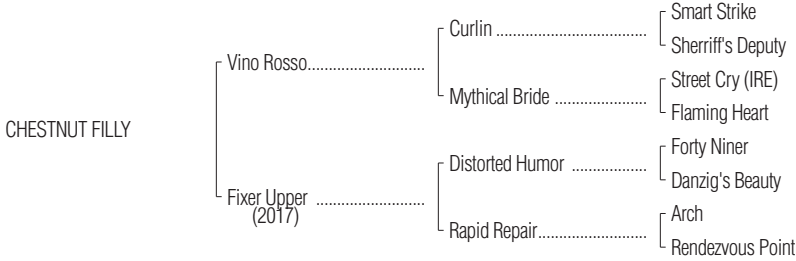 Smart Strike
Curlin ....................................
Sherriff's Deputy
Vino Rosso............................
Street Cry (IRE)
Mythical Bride ......................
Flaming Heart
CHESTNUT FILLY
Forty Niner
Distorted Humor ..................
Danzig's Beauty
Fixer Upper ..........................
(2017)
Arch
Rapid Repair..........................
Rendezvous Point